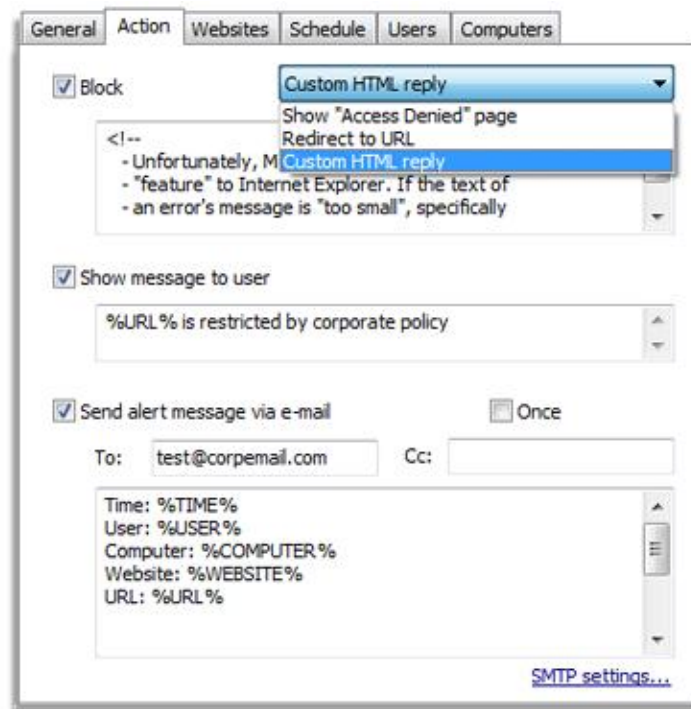 General Action Websites Schedule Users Computers
Block Custom HTML reply
Show "Access Denied" page
Redirect to URL
Custom HTML reply
<!--
- Unfortunately, M
- "feature" to Internet Explorer. If the text of
- an error's message is "too small", specifically
Show message to user
%URL% is restricted by corporate policy
Send alert message via e-mail Once
To: test@corpemail.com Cc:
Time: %TIME%
User: %USER%
Computer: %COMPUTER%
Website: %WEBSITE%
URL: %URL%
SMTP settings...